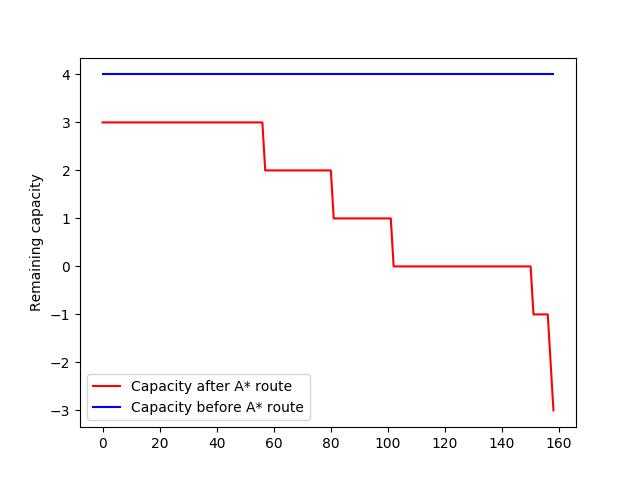 4
3
2
1
0
−1
−2
−3
Remaining capacity
Capacity after A* route
Capacity before A* route
0 20 40 60 80 100 120 140 160